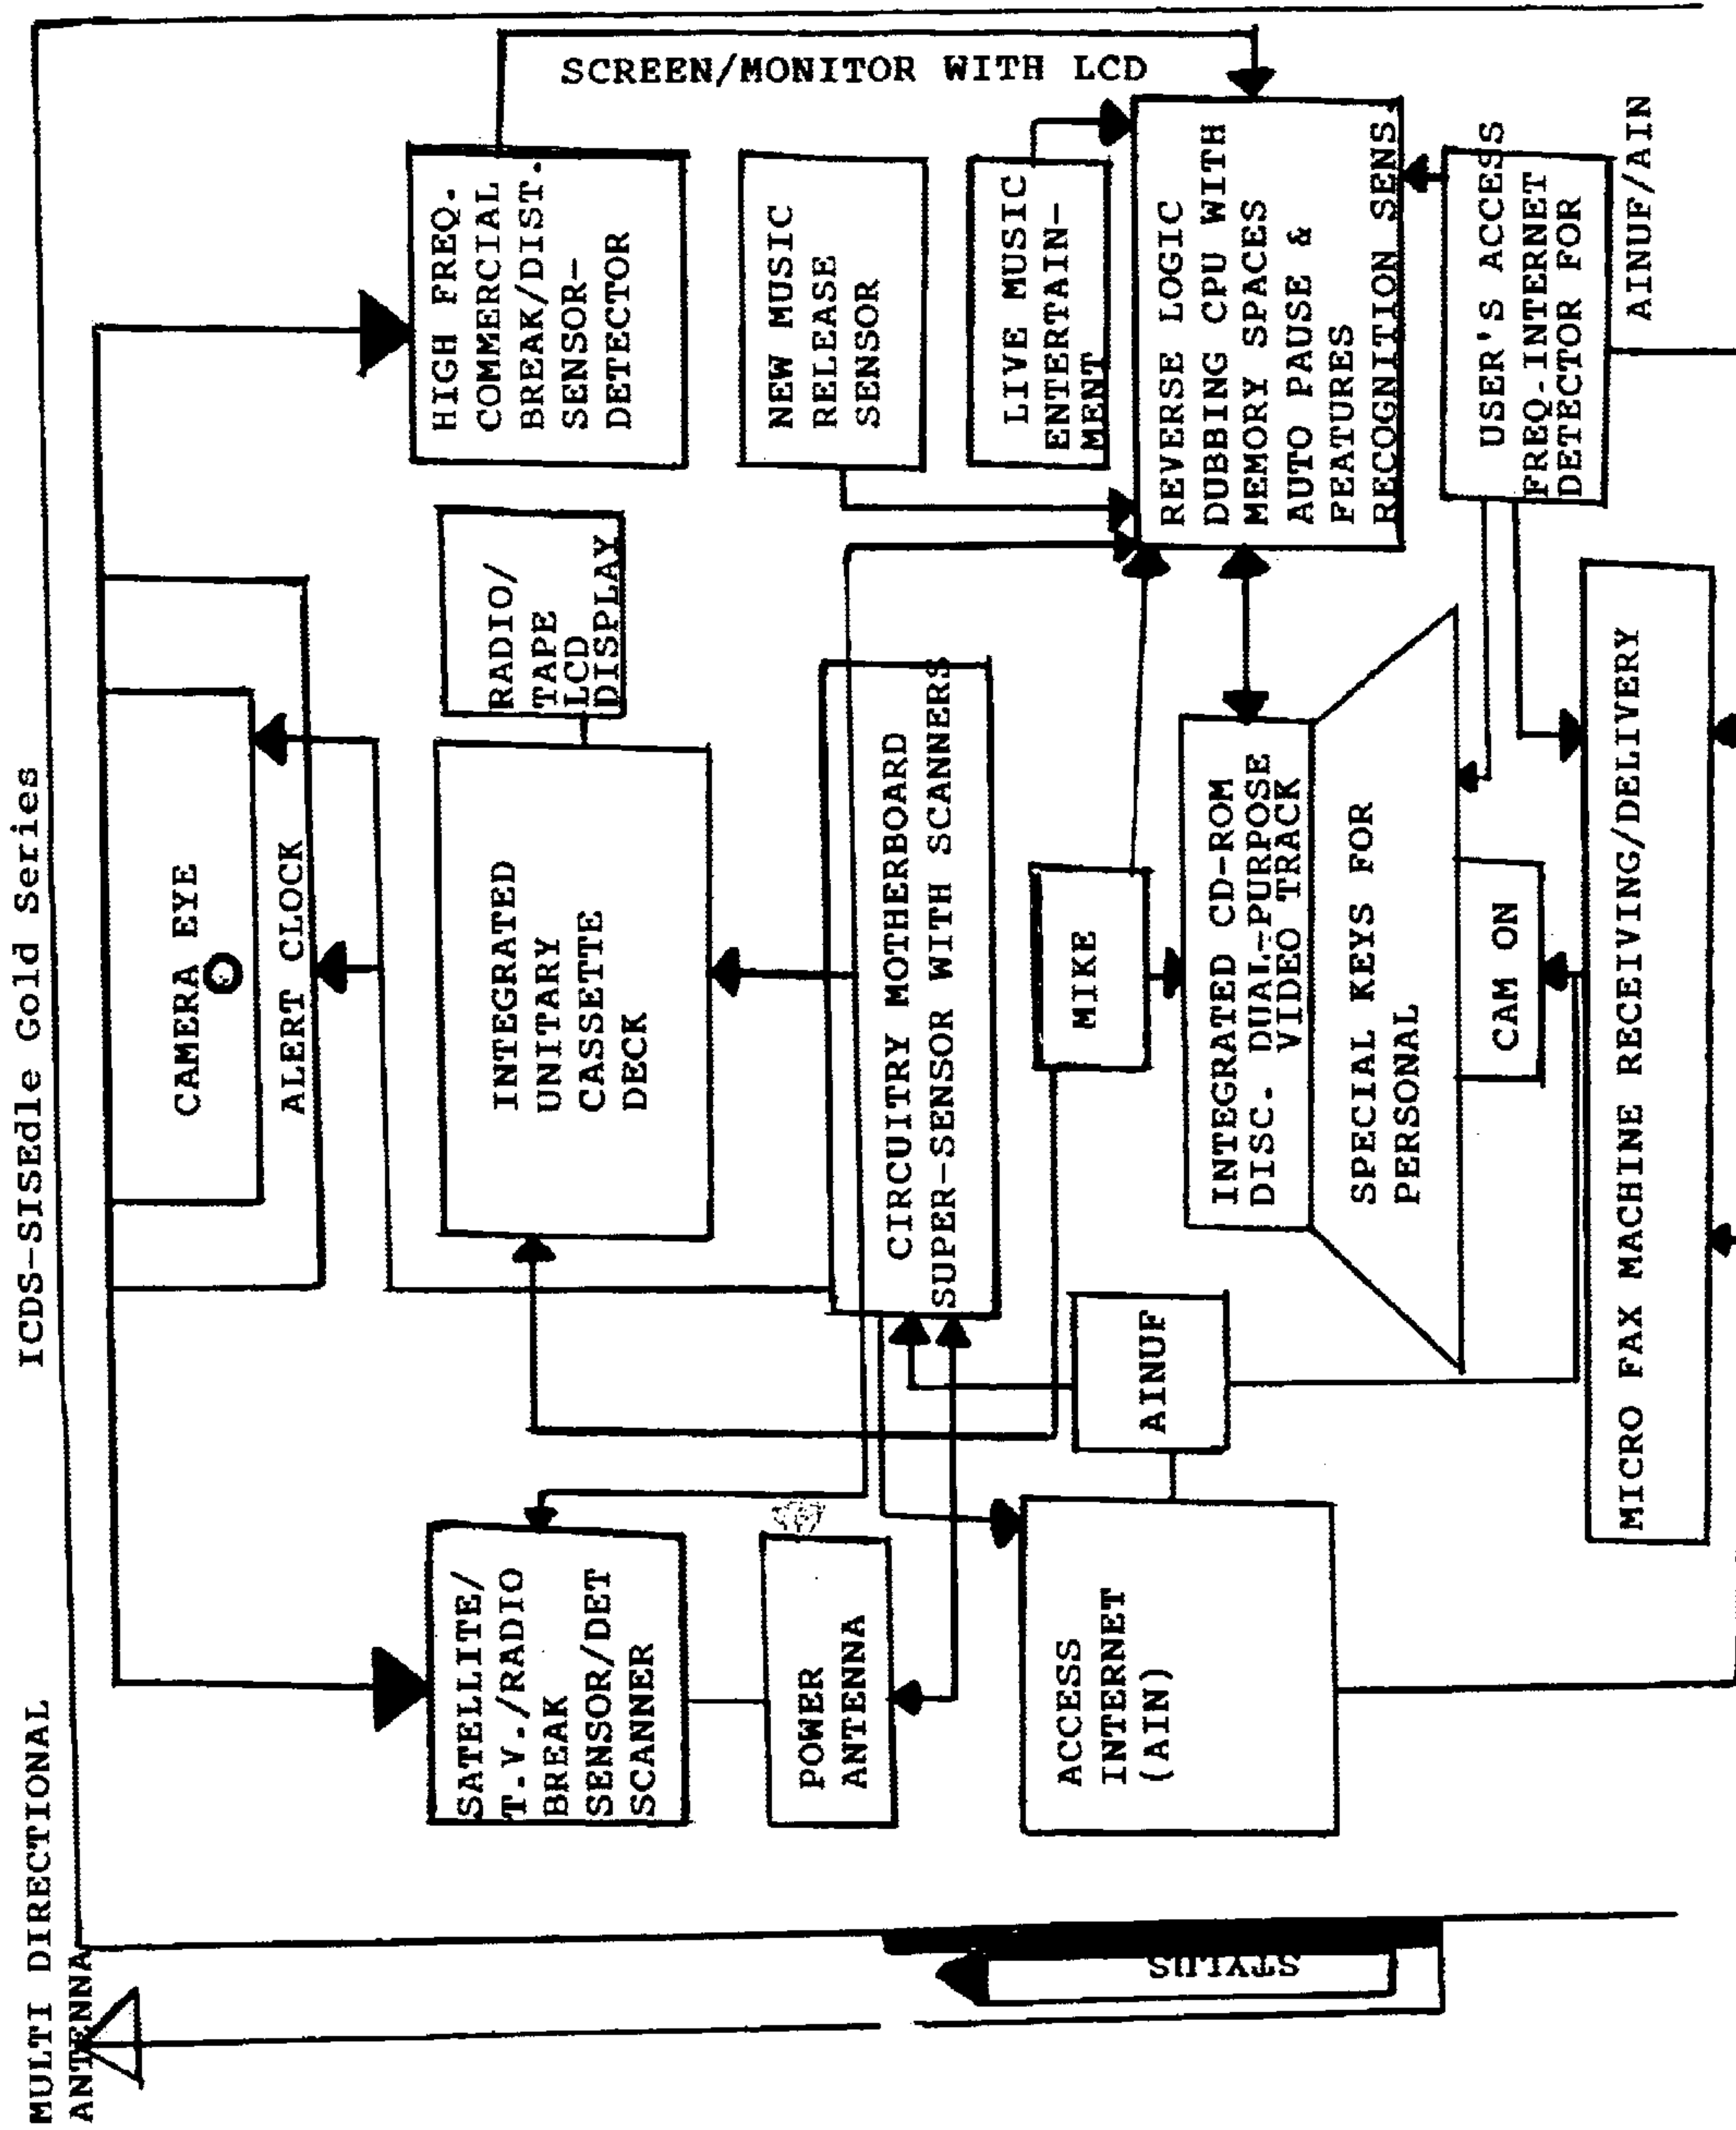 ICDS-SISEdle Gold Series
MULTI DIRECTIONAL
ANTENNA
CAMERA EYE
ALERT CLOCK
SATELLITE/
T.V./RADIO
BREAK
SENSOR/DET
SCANNER
INTEGRATED
UNITARY
CASSETTE
DECK
RADIO/
TAPE
LCD
DISPLAY
HIGH FREQ.
COMMERCIAL
BREAK/DIST.
SENSOR-
DETECTOR
SCREEN/MONITOR WITH LCD
POWER
ANTENNA
NEW MUSIC
RELEASE
SENSOR
CIRCUITRY MOTHERBOARD
SUPER-SENSOR WITH SCANNERS
LIVE MUSIC
ENTERTAIN-
MENT
STYLUS
ACCESS
INTERNET
(AIN)
AINUF
MIKE
REVERSE LOGIC
DUBBING CPU WITH
MEMORY SPACES
AUTO PAUSE &
FEATURES
RECOGNITION SENS.
INTEGRATED CD-ROM
DISC. DUAL-PURPOSE
VIDEO TRACK
SPECIAL KEYS FOR
PERSONAL
CAM ON
USER'S ACCESS
FREQ-INTERNET
DETECTOR FOR
AINUF/AIN
MICRO FAX MACHINE RECEIVING/DELIVERY